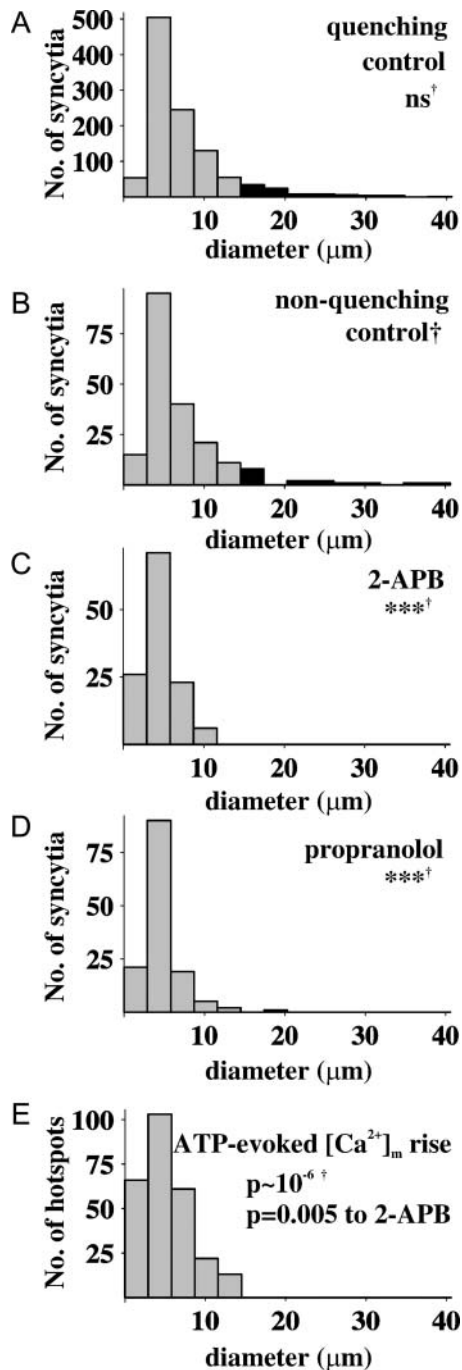 A
quenching
control
ns†
No. of syncytia
500
400
300
200
100
10 20 30 40
diameter (μm)
B
non-quenching
control†
No. of syncytia
75
50
25
10 20 30 40
diameter (μm)
C
2-APB
***†
No. of syncytia
50
25
10 20 30 40
diameter (μm)
D
propranolol
***†
No. of syncytia
75
50
25
10 20 30 40
diameter (μm)
E
ATP-evoked [Ca²⁺]ₘ rise
p~10⁻⁶ †
p=0.005 to 2-APB
No. of hotspots
100
75
50
25
10 20 30 40
diameter (μm)